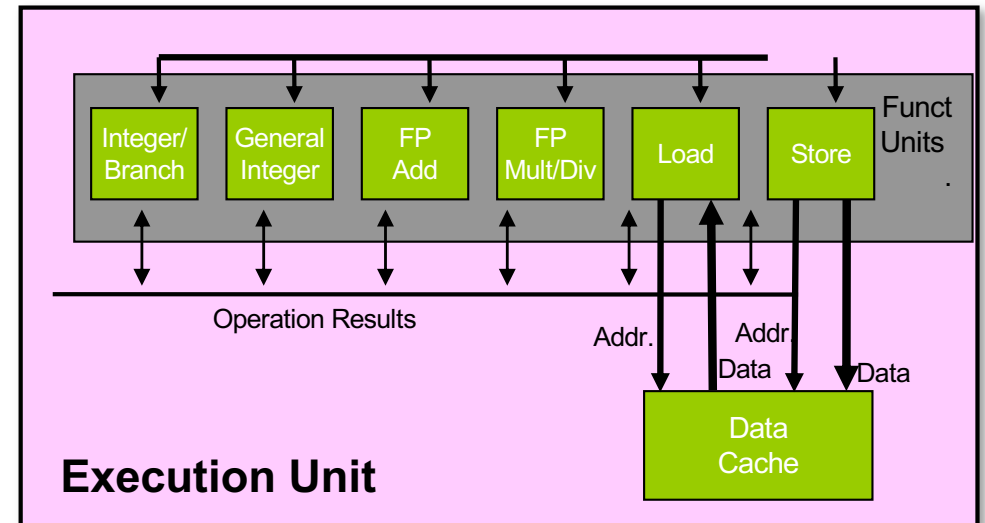 Integer/
Branch
General
Integer
FP
Add
FP
Mult/Div
Load
Store
Funct
Units
.
Operation Results
Addr.
Data
Addr.
Data
Data
Cache
Execution Unit